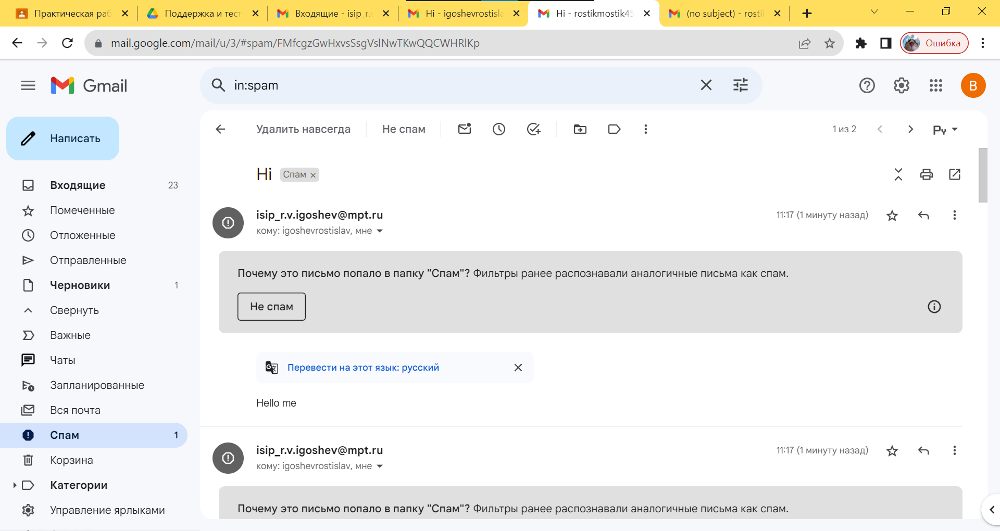 Практическая раб
Поддержка и тест
Входящие - isip_r.v
Hi - igoshevrostisla
Hi - rostikmostik45
(no subject) - rosti
mail.google.com/mail/u/3/#spam/FMfcgzGwHxvsSsgVslNwTKwQQCWHRlKp
Ошибка
Gmail
in:spam
В
Написать
Удалить навсегда
Не спам
1 из 2
Ру
Hi
Спам
Входящие 23
Помеченные
Отложенные
Отправленные
Черновики 1
Свернуть
Важные
Чаты
Запланированные
Вся почта
Спам 1
Корзина
Категории
Управление ярлыками
isip_r.v.igoshev@mpt.ru
11:17 (1 минуту назад)
кому: igoshevrostislav, мне
Почему это письмо попало в папку "Спам"? Фильтры ранее распознавали аналогичные письма как спам.
Не спам
Перевести на этот язык: русский
Hello me
isip_r.v.igoshev@mpt.ru
11:17 (1 минуту назад)
кому: igoshevrostislav, мне
Почему это письмо попало в папку "Спам"? Фильтры ранее распознавали аналогичные письма как спам.